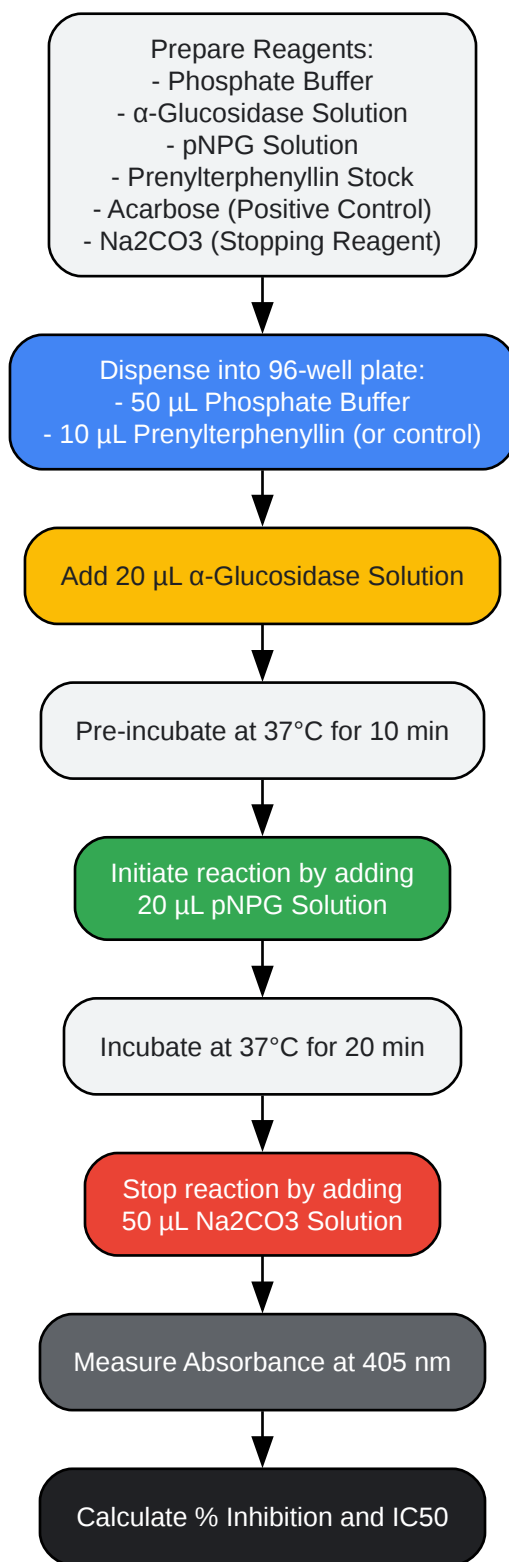 Prepare Reagents:
- Phosphate Buffer
- α-Glucosidase Solution
- pNPG Solution
- Prenylterphenyllin Stock
- Acarbose (Positive Control)
- Na2CO3 (Stopping Reagent)
Dispense into 96-well plate:
- 50 µL Phosphate Buffer
- 10 µL Prenylterphenyllin (or control)
Add 20 µL α-Glucosidase Solution
Pre-incubate at 37°C for 10 min
Initiate reaction by adding
20 µL pNPG Solution
Incubate at 37°C for 20 min
Stop reaction by adding
50 µL Na2CO3 Solution
Measure Absorbance at 405 nm
Calculate % Inhibition and IC50